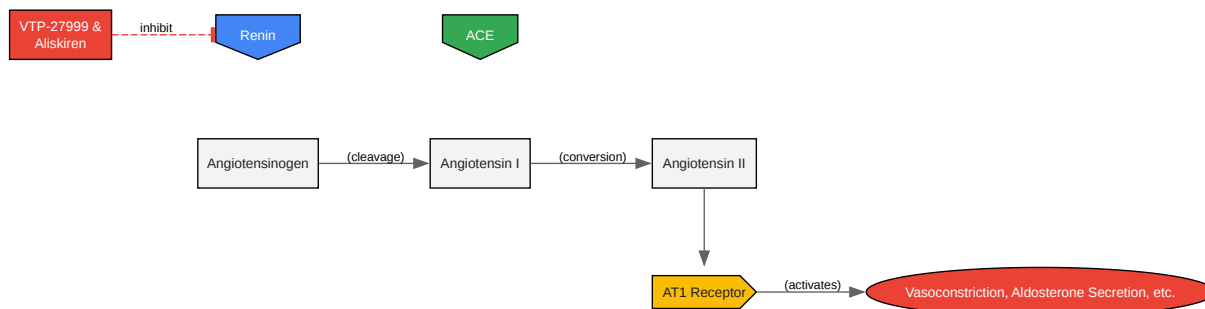 VTP-27999 &
Aliskiren
inhibit
Renin
ACE
Angiotensinogen
(cleavage)
Angiotensin I
(conversion)
Angiotensin II
AT1 Receptor
(activates)
Vasoconstriction, Aldosterone Secretion, etc.